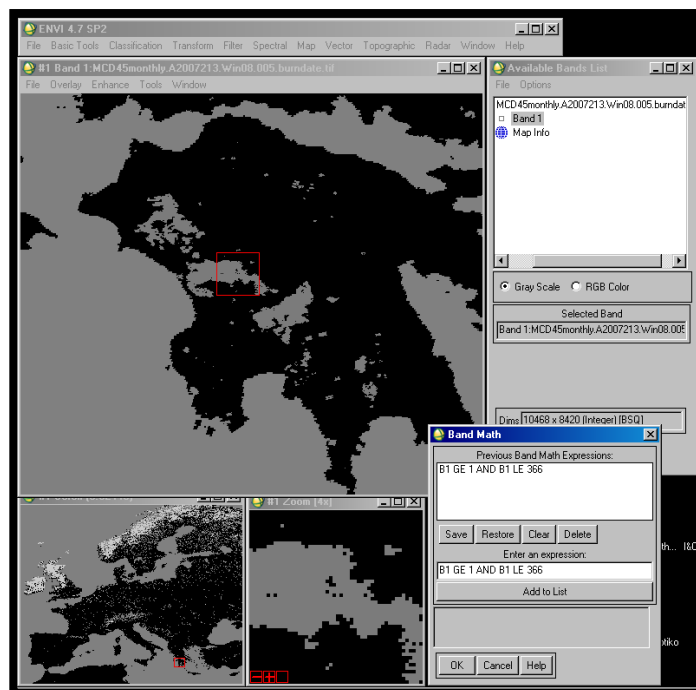 ENVI 4.7 SP2
File Basic Tools Classification Transform Filter Spectral Map Vector Topographic Radar Window Help
#1 Band 1:MCD45monthly.A2007213.Win08.005.burndate.tif
File Overlay Enhance Tools Window
Available Bands List
File Options
MCD45monthly.A2007213.Win08.005.burndat
Band 1
Map Info
Gray Scale RGB Color
Selected Band
Band 1:MCD45monthly.A2007213.Win08.005
Dims 10468 x 8420 (Integer) [BSQ]
Band Math
Previous Band Math Expressions:
B1 GE 1 AND B1 LE 366
Save Restore Clear Delete
Enter an expression:
B1 GE 1 AND B1 LE 366
Add to List
OK Cancel Help
#1 Zoom [4x]